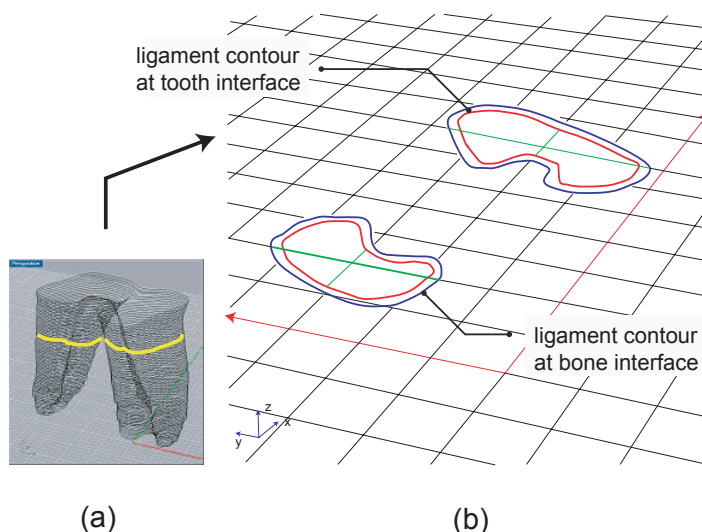 ligament contour
at tooth interface
Perspective
ligament contour
at bone interface
z
x
y
(a)
(b)